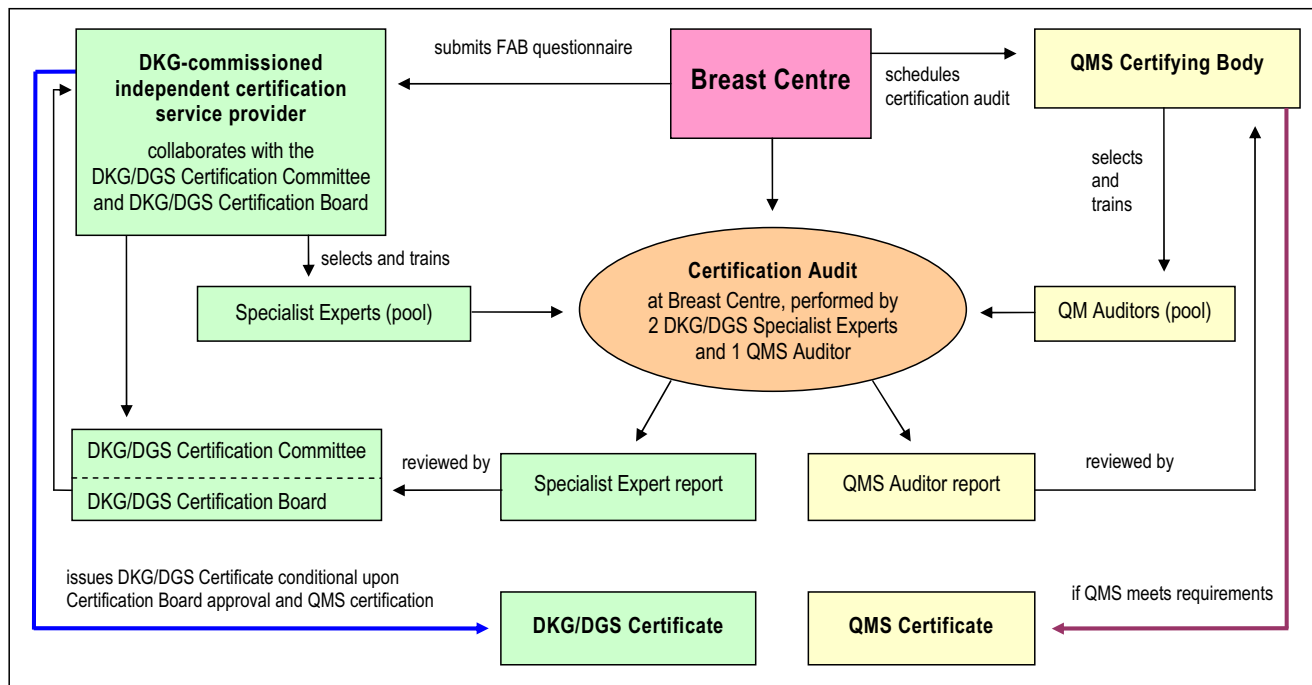 DKG-commissioned
independent certification
service provider
collaborates with the
DKG/DGS Certification Committee
and DKG/DGS Certification Board
submits FAB questionnaire
Breast Centre
schedules
certification audit
QMS Certifying Body
selects
and
trains
selects and trains
Specialist Experts (pool)
Certification Audit
at Breast Centre, performed by
2 DKG/DGS Specialist Experts
and 1 QMS Auditor
QM Auditors (pool)
DKG/DGS Certification Committee
DKG/DGS Certification Board
reviewed by
Specialist Expert report
QMS Auditor report
reviewed by
issues DKG/DGS Certificate conditional upon
Certification Board approval and QMS certification
DKG/DGS Certificate
QMS Certificate
if QMS meets requirements